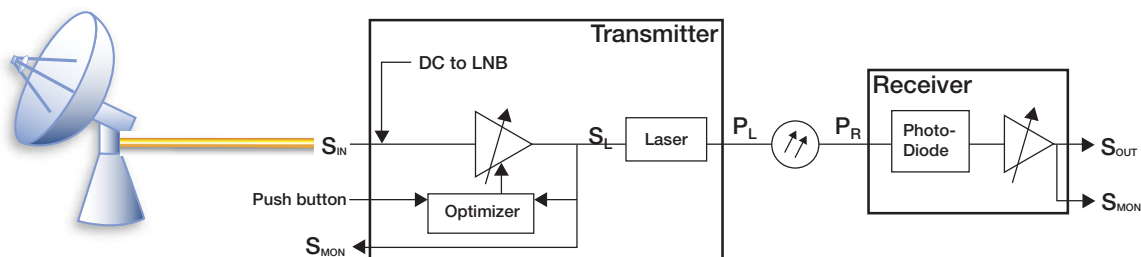 Transmitter
DC to LNB
Receiver
S_IN
S_L
Laser
P_L
P_R
Photo-
Diode
S_OUT
Push button
Optimizer
S_MON
S_MON